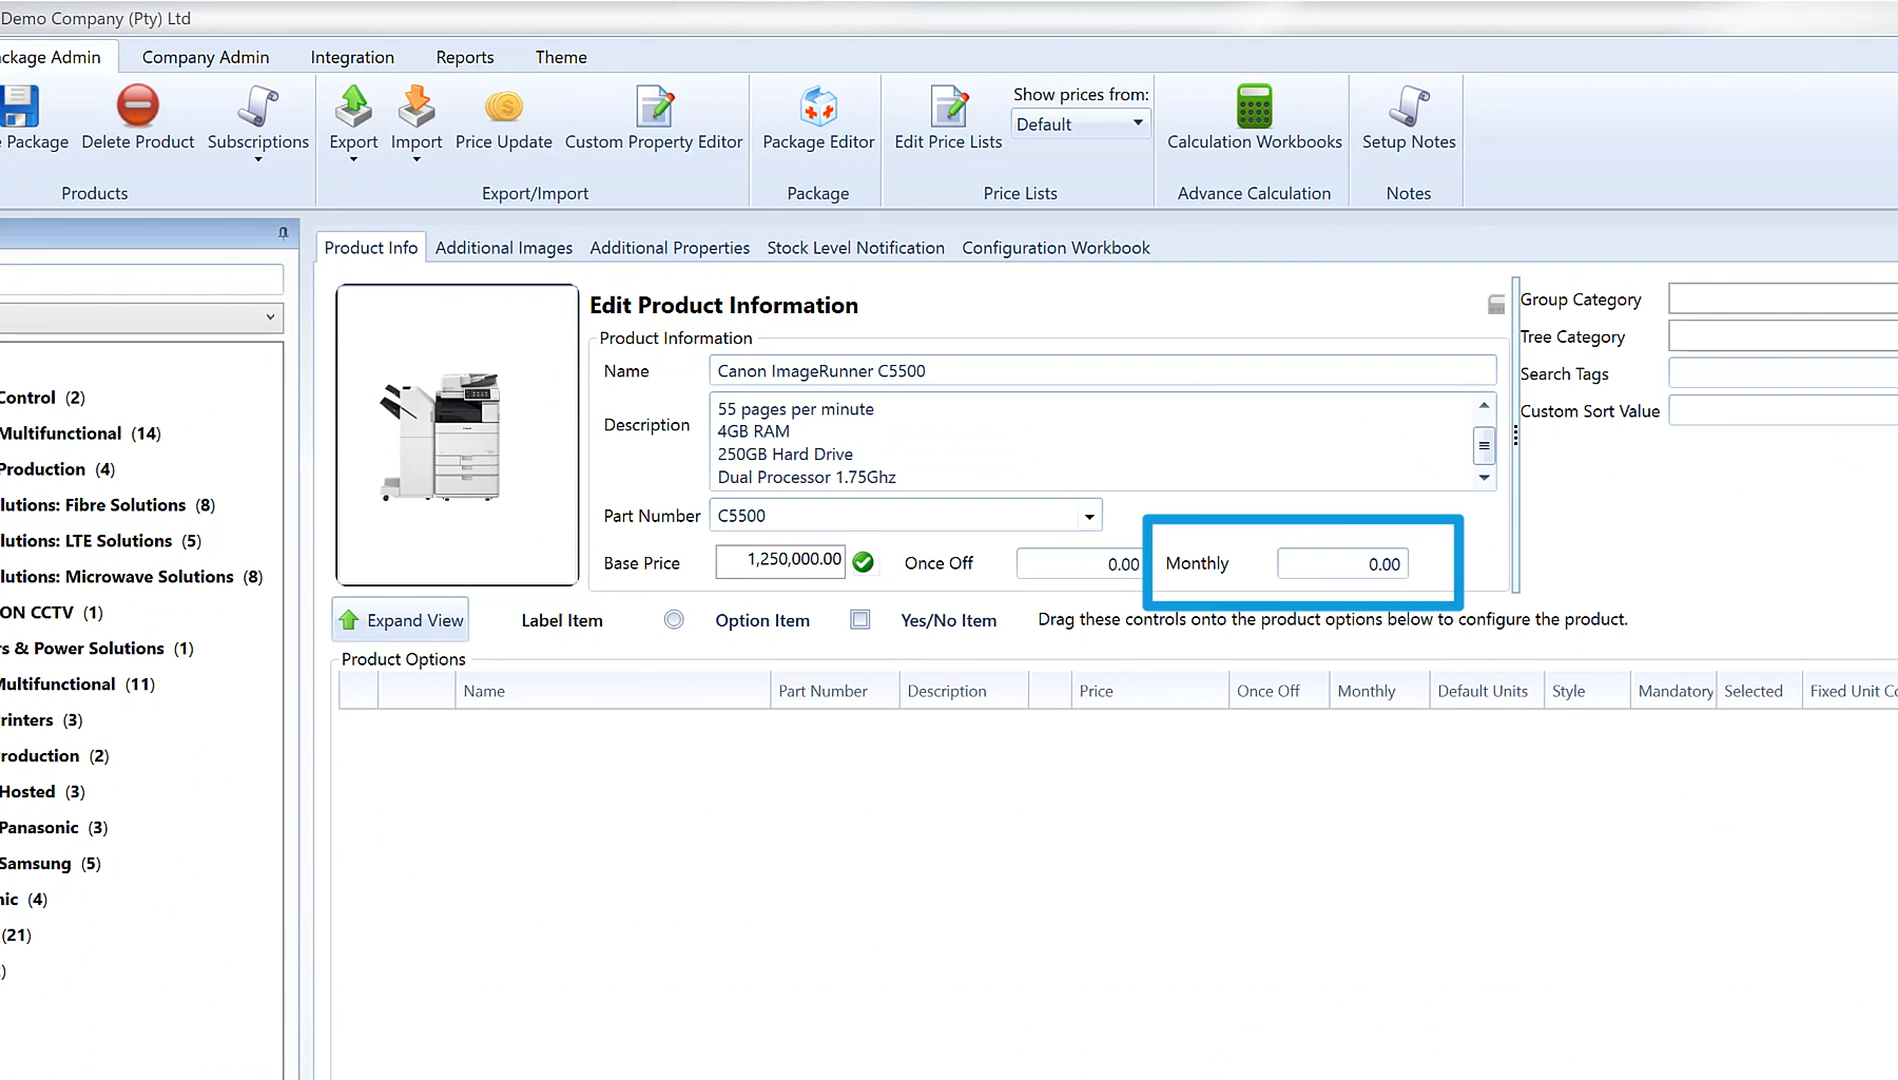 Demo Company (Pty) Ltd
ckage Admin
Company Admin
Integration
Reports
Theme
e Package
Delete Product
Subscriptions
Export
Import
Price Update
Custom Property Editor
Package Editor
Edit Price Lists
Show prices from:
Default
Calculation Workbooks
Setup Notes
Products
Export/Import
Package
Price Lists
Advance Calculation
Notes
Control (2)
Multifunctional (14)
Production (4)
lutions: Fibre Solutions (8)
lutions: LTE Solutions (5)
lutions: Microwave Solutions (8)
ON CCTV (1)
rs & Power Solutions (1)
Multifunctional (11)
rinters (3)
roduction (2)
Hosted (3)
Panasonic (3)
Samsung (5)
nic (4)
(21)
)
Product Info
Additional Images
Additional Properties
Stock Level Notification
Configuration Workbook
Edit Product Information
Product Information
Name
Canon ImageRunner C5500
Description
55 pages per minute
4GB RAM
250GB Hard Drive
Dual Processor 1.75Ghz
Part Number
C5500
Base Price
1,250,000.00
Once Off
0.00
Monthly
0.00
Group Category
Tree Category
Search Tags
Custom Sort Value
Expand View
Label Item
Option Item
Yes/No Item
Drag these controls onto the product options below to configure the product.
Product Options
Name
Part Number
Description
Price
Once Off
Monthly
Default Units
Style
Mandatory
Selected
Fixed Unit Co